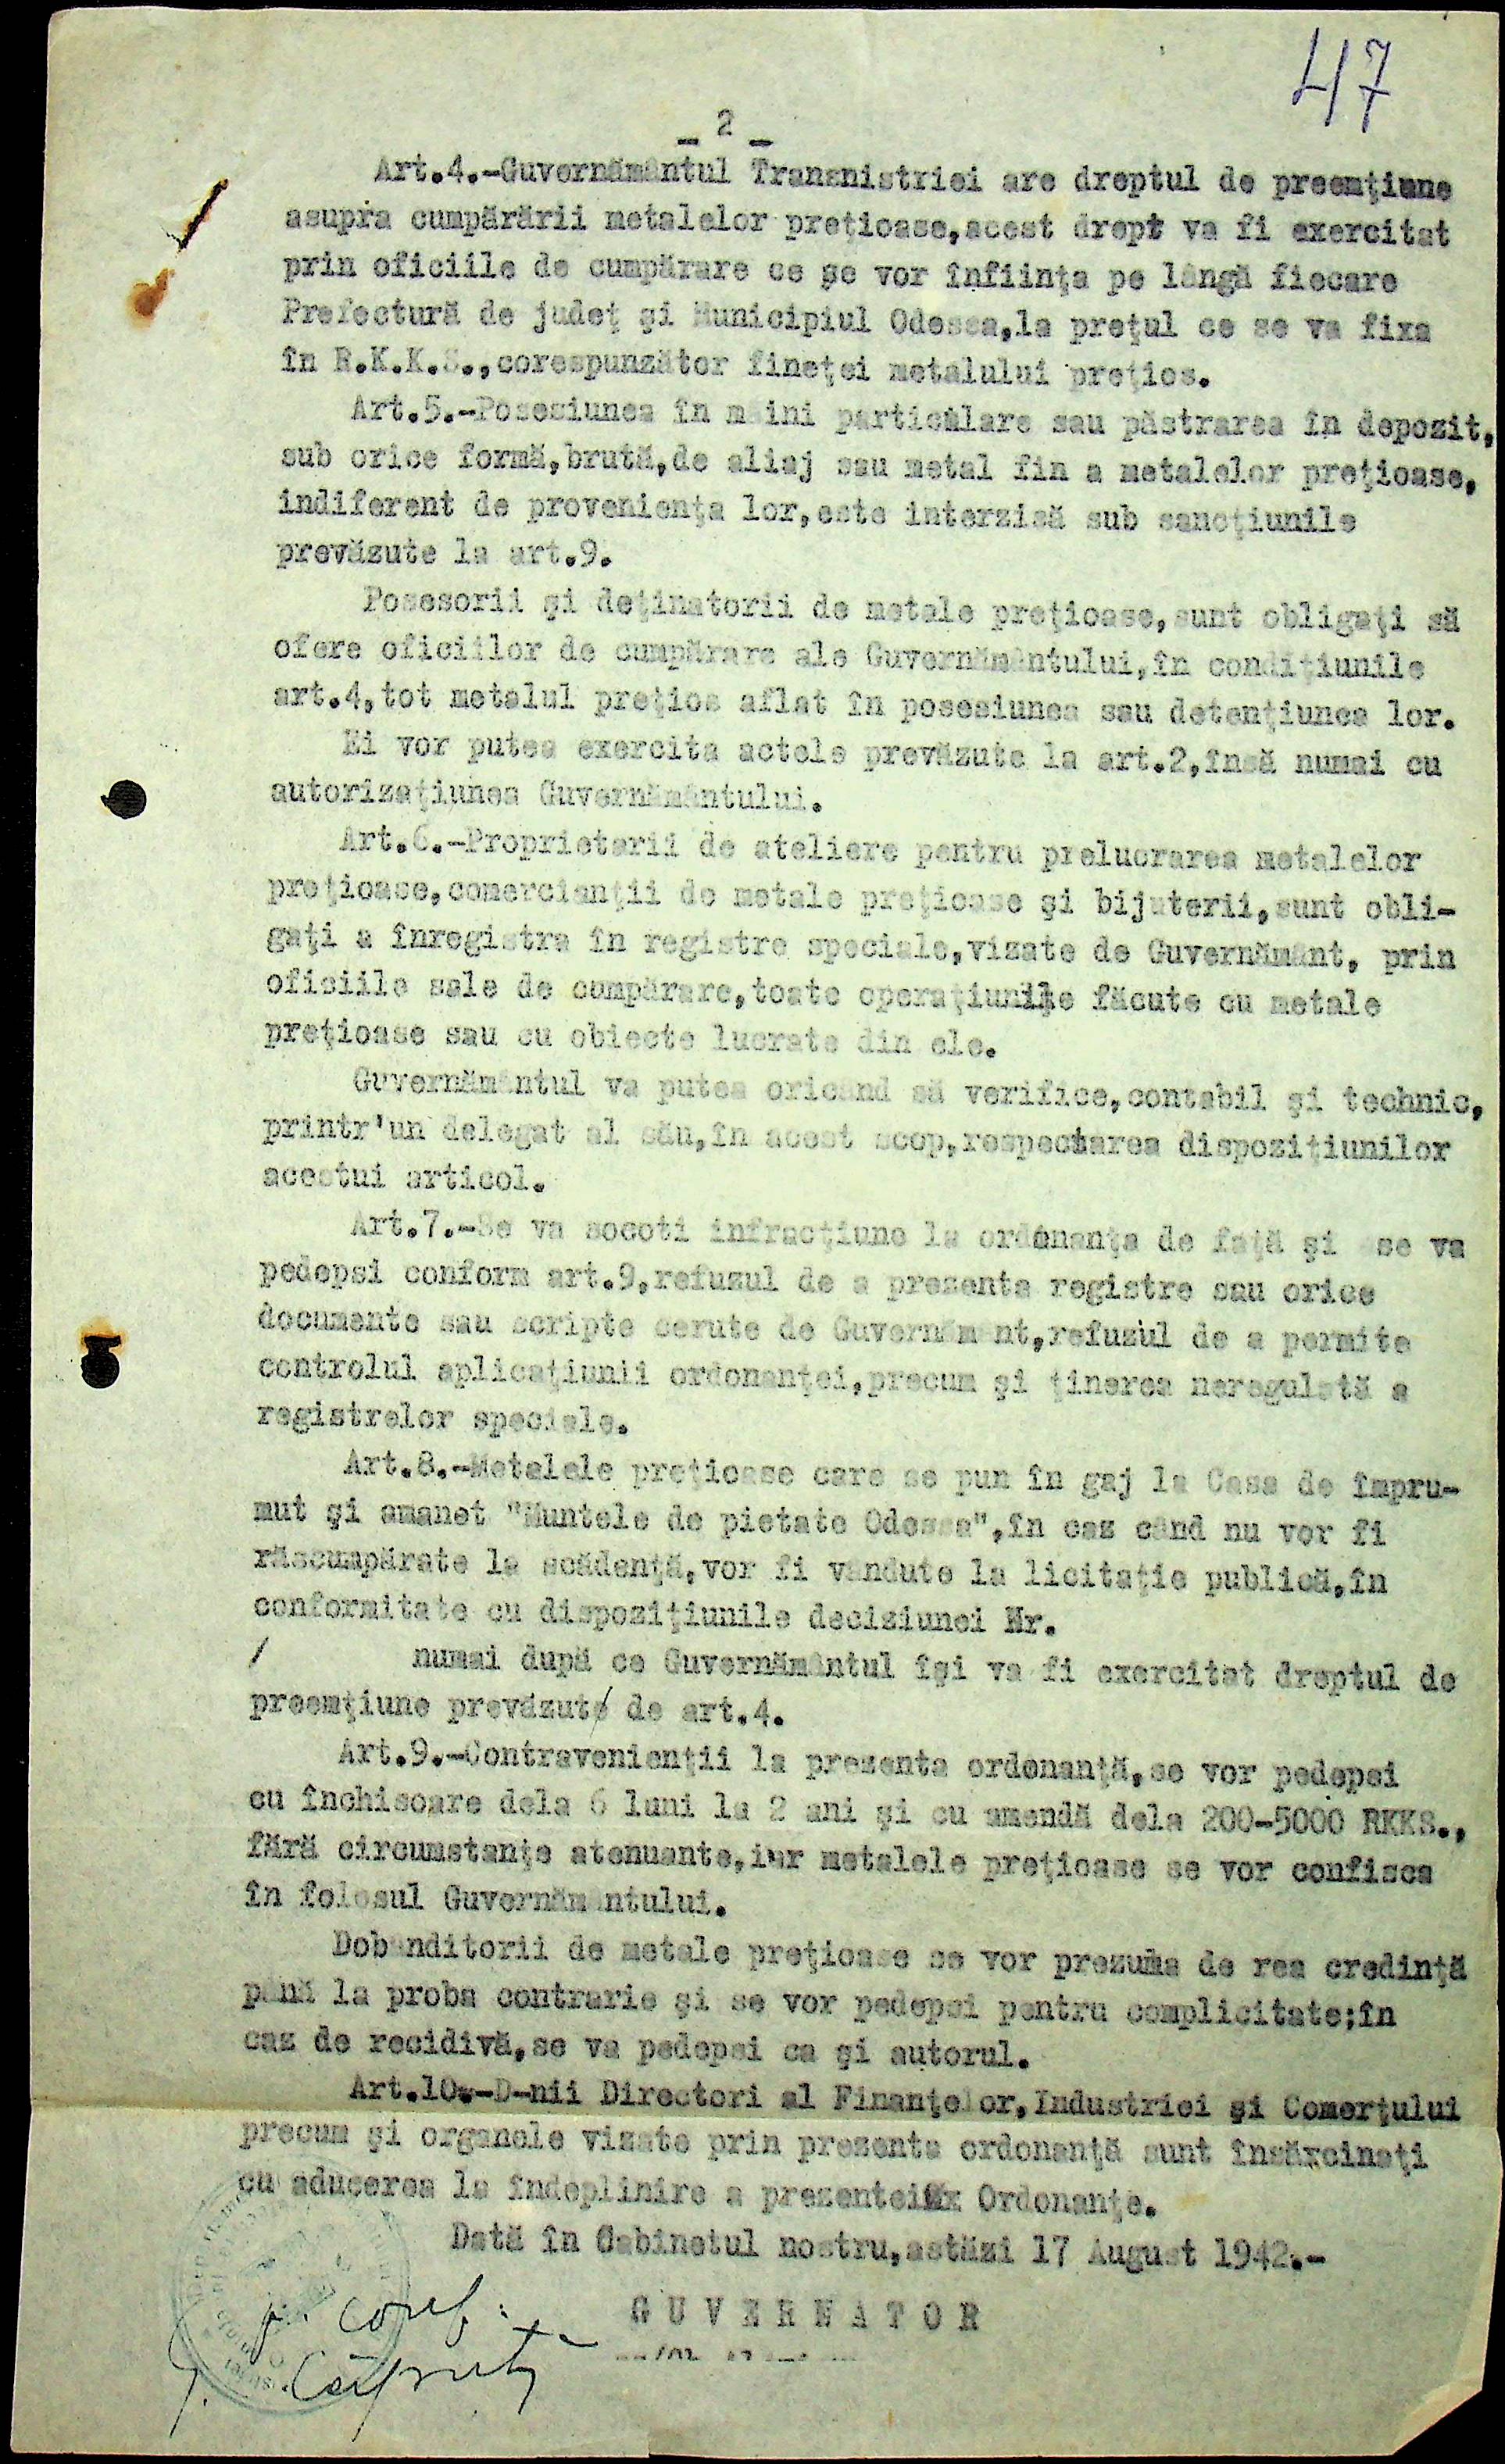 47
- 2 -
Art.4.-Guvernământul Transnistriei are dreptul de preemţiune
asupra cumpărării metalelor preţioase,acest drept va fi exercitat
prin oficiile de cumpărare ce se vor înfiinţa pe lângă fiecare
Prefectură de judeţ şi Municipiul Odessa,la preţul ce se va fixa
în R.K.K.S.,corespunzător fineţei metalului preţios.
Art.5.-Posesiunea în mâini particulare sau păstrarea în depozit,
sub orice formă,brută,de aliaj sau metal fin a metalelor preţioase,
indiferent de provenienţa lor,este interzisă sub sancţiunile
prevăzute la art.9.
Posesorii şi deţinatorii de metale preţioase,sunt obligaţi să
ofere oficiilor de cumpărare ale Guvernământului,în condiţiunile
art.4,tot metalul preţios aflat în posesiunea sau detenţiunea lor.
Ei vor putea exercita actele prevăzute la art.2,însă numai cu
autorizaţiunea Guvernământului.
Art.6.-Proprietarii de ateliere pentru prelucrarea metalelor
preţioase,comercianţii de metale preţioase şi bijuterii,sunt obli-
gaţi a înregistra în registre speciale,vizate de Guvernământ, prin
oficiile sale de cumpărare,toate operaţiunile făcute cu metale
preţioase sau cu obiecte lucrate din ele.
Guvernământul va putea oricând să verifice,contabil şi technic,
printr'un delegat al său,în acest scop,respectarea dispoziţiunilor
acestui articol.
Art.7.-Se va socoti infracţiune la ordonanţa de faţă şi se va
pedepsi conform art.9,refuzul de a prezenta registre sau orice
documente sau scripte cerute de Guvernământ,refuzul de a permite
controlul aplicaţiunii ordonanţei,precum şi ţinerea neregulată a
registrelor speciale.
Art.8.-Metalele preţioase care se pun în gaj la Casa de împru-
mut şi amanet "Muntele de pietate Odessa",în caz când nu vor fi
răscumpărate la scădenţă,vor fi vândute la licitaţie publică,în
conformitate cu dispoziţiunile deciziunei Nr.
numai după ce Guvernământul îşi va fi exercitat dreptul de
preemţiune prevăzut de art.4.
Art.9.-Contravenienţii la prezenta ordonanţă,se vor pedepsi
cu închisoare dela 6 luni la 2 ani şi cu amendă dela 200-5000 RKKS.,
fără circumstanţe atenuante,iar metalele preţioase se vor confisca
în folosul Guvernământului.
Dobânditorii de metale preţioase se vor prezuma de rea credinţă
până la proba contrarie şi se vor pedepsi pentru complicitate;în
caz de recidivă,se va pedepsi ca şi autorul.
Art.10.-D-nii Directori al Finanţelor,Industriei şi Comerţului
precum şi organele vizate prin prezenta ordonanţă sunt însărcinaţi
cu aducerea la îndeplinire a prezentei Ordonanţe.
Dată în Cabinetul nostru,astăzi 17 August 1942.-
GUVERNATOR
p. conf.